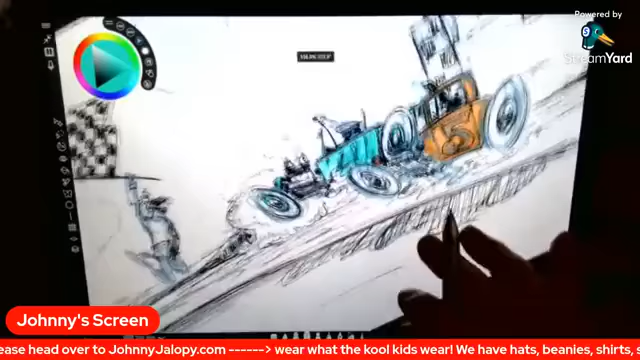 Powered by
StreamYard
Johnny's Screen
ease head over to JohnnyJalopy.com ------> wear what the kool kids wear! We have hats, beanies, shirts, s